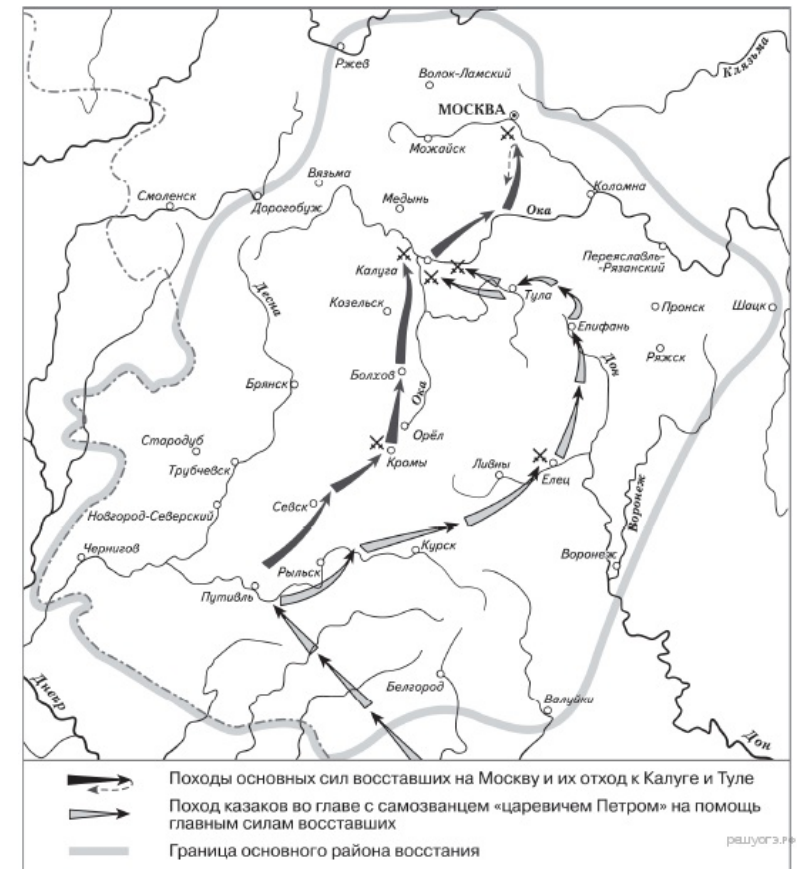 Ржев
Волок-Ламский
Клязьма
МОСКВА
Можайск
Вязьма
Смоленск
Дорогобуж
Медынь
Коломна
Ока
Переяславль-
-Рязанский
Калуга
Десна
Козельск
Тула
Пронск
Шацк
Епифань
Ряжск
Дон
Болхов
Ока
Брянск
Орёл
Стародуб
Трубчевск
Кромы
Ливны
Елец
Севск
Воронеж
Новгород-Северский
Чернигов
Курск
Воронеж
Рыльск
Путивль
Белгород
Валуйки
Днепр
Дон
Походы основных сил восставших на Москву и их отход к Калуге и Туле
Поход казаков во главе с самозванцем «царевичем Петром» на помощь
главным силам восставших
Граница основного района восстания
решуогэ.рф